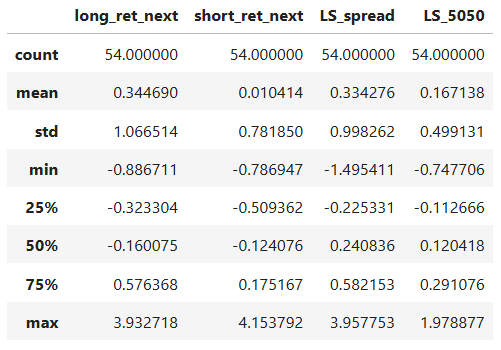 long_ret_next short_ret_next LS_spread LS_5050
count 54.000000 54.000000 54.000000 54.000000
mean 0.344690 0.010414 0.334276 0.167138
std 1.066514 0.781850 0.998262 0.499131
min -0.886711 -0.786947 -1.495411 -0.747706
25% -0.323304 -0.509362 -0.225331 -0.112666
50% -0.160075 -0.124076 0.240836 0.120418
75% 0.576368 0.175167 0.582153 0.291076
max 3.932718 4.153792 3.957753 1.978877